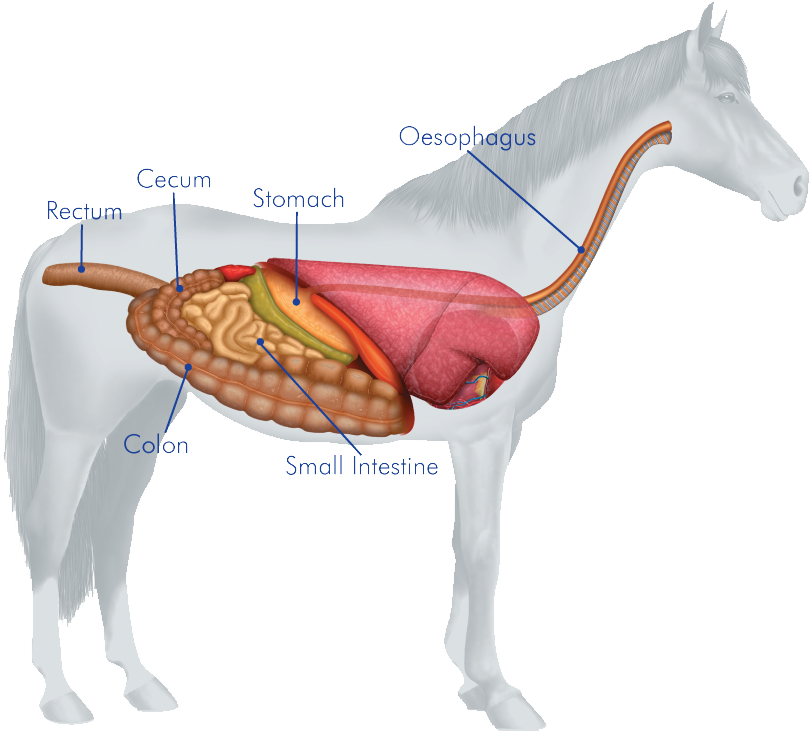 Oesophagus
Cecum
Stomach
Rectum
Colon
Small Intestine